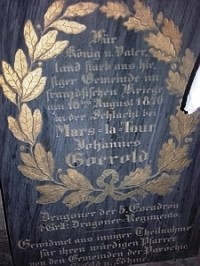 Für
König u. Vater-
land starb aus hie-
siger Gemeinde im
französischen Kriege
am 16ten August 1870
in der Schlacht bei
Mars-la-Tour
Johannes
Dragoner der 5. Escadron
Dragoner-Regiments.
Gewidmet aus inniger Theilnahme
für ihren würdigen Pfarrer
von den Gemeinden der Parochie